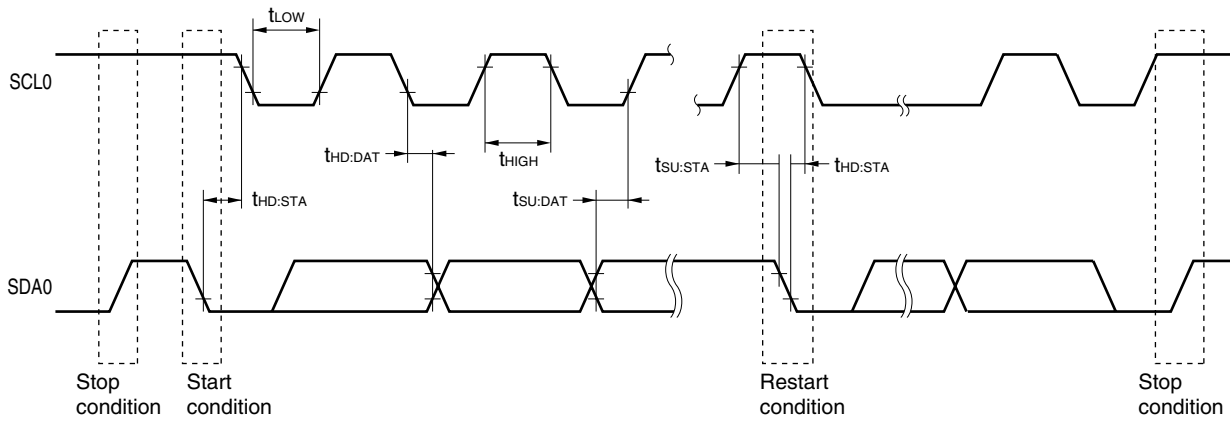 tLOW
SCL0
tHD:DAT
tHIGH
tSU:STA
tHD:STA
tHD:STA
tSU:DAT
SDA0
Stop
condition
Start
condition
Restart
condition
Stop
condition